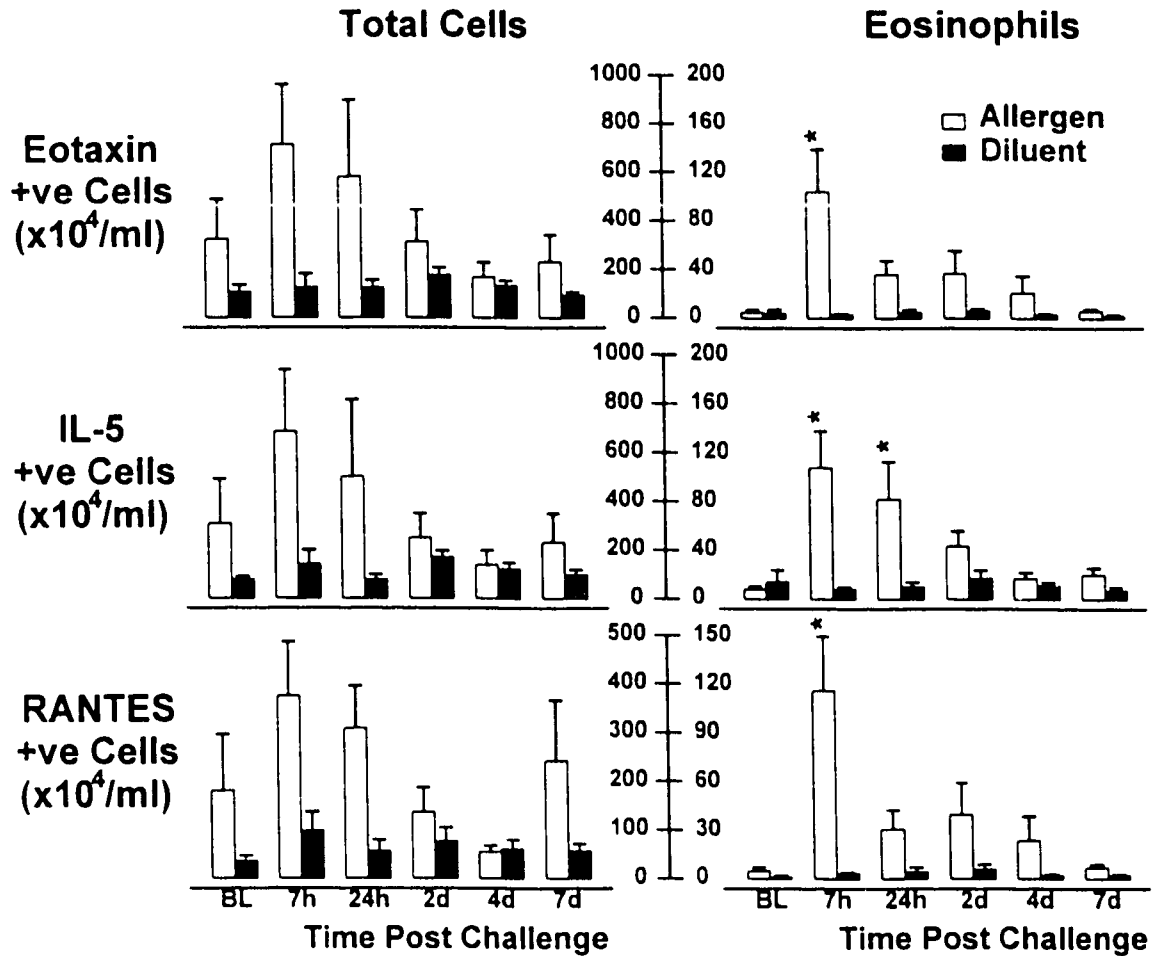 Total Cells
Eosinophils
Eotaxin
+ve Cells
(x10⁴/ml)
1000 200
800 160
600 120
400 80
200 40
0 0
*
Allergen
Diluent
IL-5
+ve Cells
(x10⁴/ml)
1000 200
800 160
600 120
400 80
200 40
0 0
* *
RANTES
+ve Cells
(x10⁴/ml)
500 150
400 120
300 90
200 60
100 30
0 0
*
BL 7h 24h 2d 4d 7d
BL 7h 24h 2d 4d 7d
Time Post Challenge
Time Post Challenge